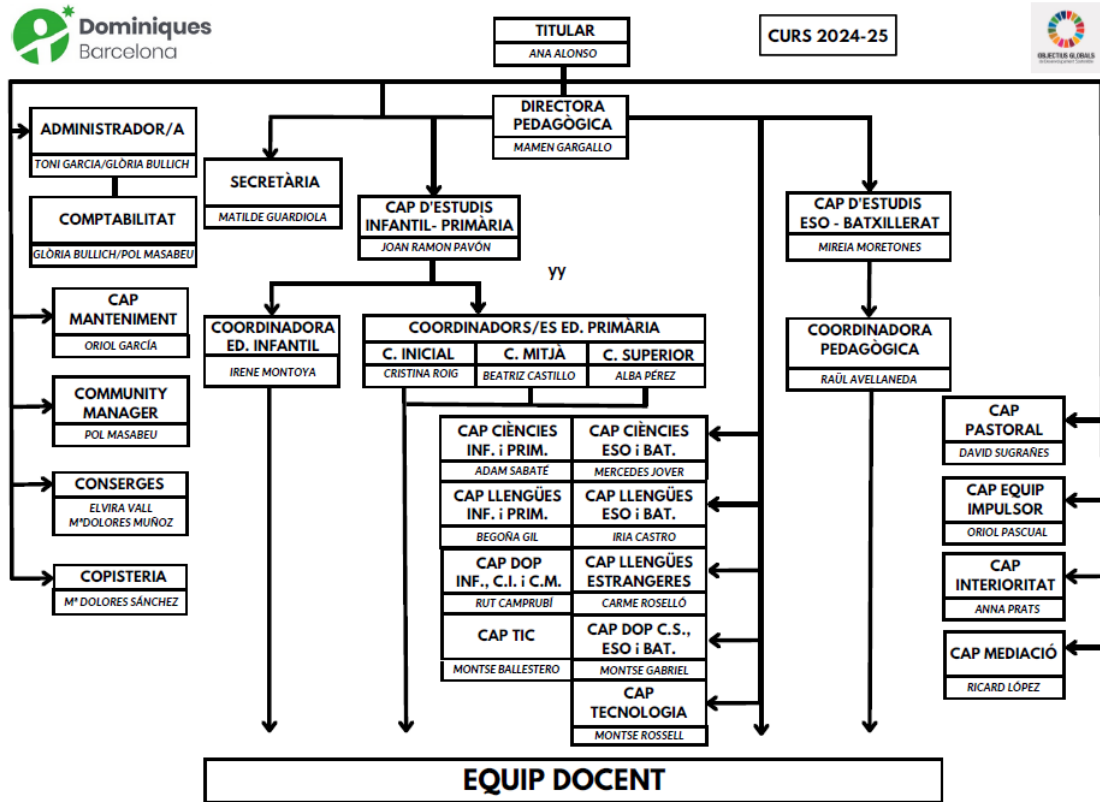 Dominiques
Barcelona
TITULAR
ANA ALONSO
CURS 2024-25
OBJECTIUS GLOBALS
DIRECTORA
PEDAGÒGICA
MAMEN GARGALLO
ADMINISTRADOR/A
TONI GARCIA/GLÒRIA BULLICH
COMPTABILITAT
GLÒRIA BULLICH/POL MASABEU
SECRETÀRIA
MATILDE GUARDIOLA
CAP D'ESTUDIS
INFANTIL- PRIMÀRIA
JOAN RAMON PAVÓN
CAP D'ESTUDIS
ESO - BATXILLERAT
MIREIA MORETONES
yy
CAP
MANTENIMENT
ORIOL GARCÍA
COORDINADORA
ED. INFANTIL
IRENE MONTOYA
COORDINADORS/ES ED. PRIMÀRIA
C. INICIAL
CRISTINA ROIG
C. MITJÀ
BEATRIZ CASTILLO
C. SUPERIOR
ALBA PÉREZ
COORDINADORA
PEDAGÒGICA
RAÜL AVELLANEDA
COMMUNITY
MANAGER
POL MASABEU
CONSERGES
ELVIRA VALL
MªDOLORES MUÑOZ
COPISTERIA
Mª DOLORES SÁNCHEZ
CAP CIÈNCIES
INF. i PRIM.
ADAM SABATÉ
CAP CIÈNCIES
ESO i BAT.
MERCEDES JOVER
CAP LLENGÜES
INF. i PRIM.
BEGOÑA GIL
CAP LLENGÜES
ESO i BAT.
IRIA CASTRO
CAP DOP
INF., C.I. i C.M.
RUT CAMPRUBÍ
CAP LLENGÜES
ESTRANGERES
CARME ROSELLÓ
CAP TIC
MONTSE BALLESTERO
CAP DOP C.S.,
ESO i BAT.
MONTSE GABRIEL
CAP
TECNOLOGIA
MONTSE ROSSELL
CAP
PASTORAL
DAVID SUGRAÑES
CAP EQUIP
IMPULSOR
ORIOL PASCUAL
CAP
INTERIORITAT
ANNA PRATS
CAP MEDIACIÓ
RICARD LÓPEZ
EQUIP DOCENT